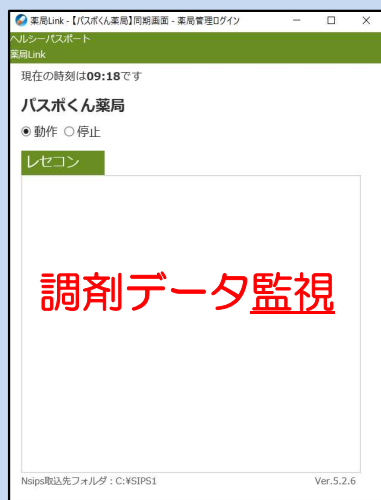 薬局Link - 【パスポくん薬局】同期画面 - 薬局管理ログイン
ヘルシーパスポート
薬局Link
現在の時刻は09:18です
パスポくん薬局
動作 停止
レセコン
調剤データ監視
Nsips取込先フォルダ : C:¥SIPS1 Ver.5.2.6